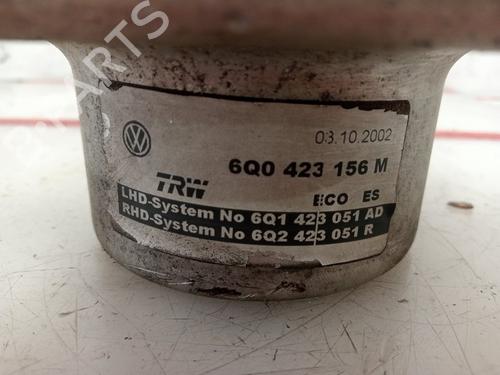 PARTS
03.10.2002
6Q0 423 156 M
TRW
ECO ES
LHD-System No 6Q1 423 051 AD
RHD-System No 6Q2 423 051 R